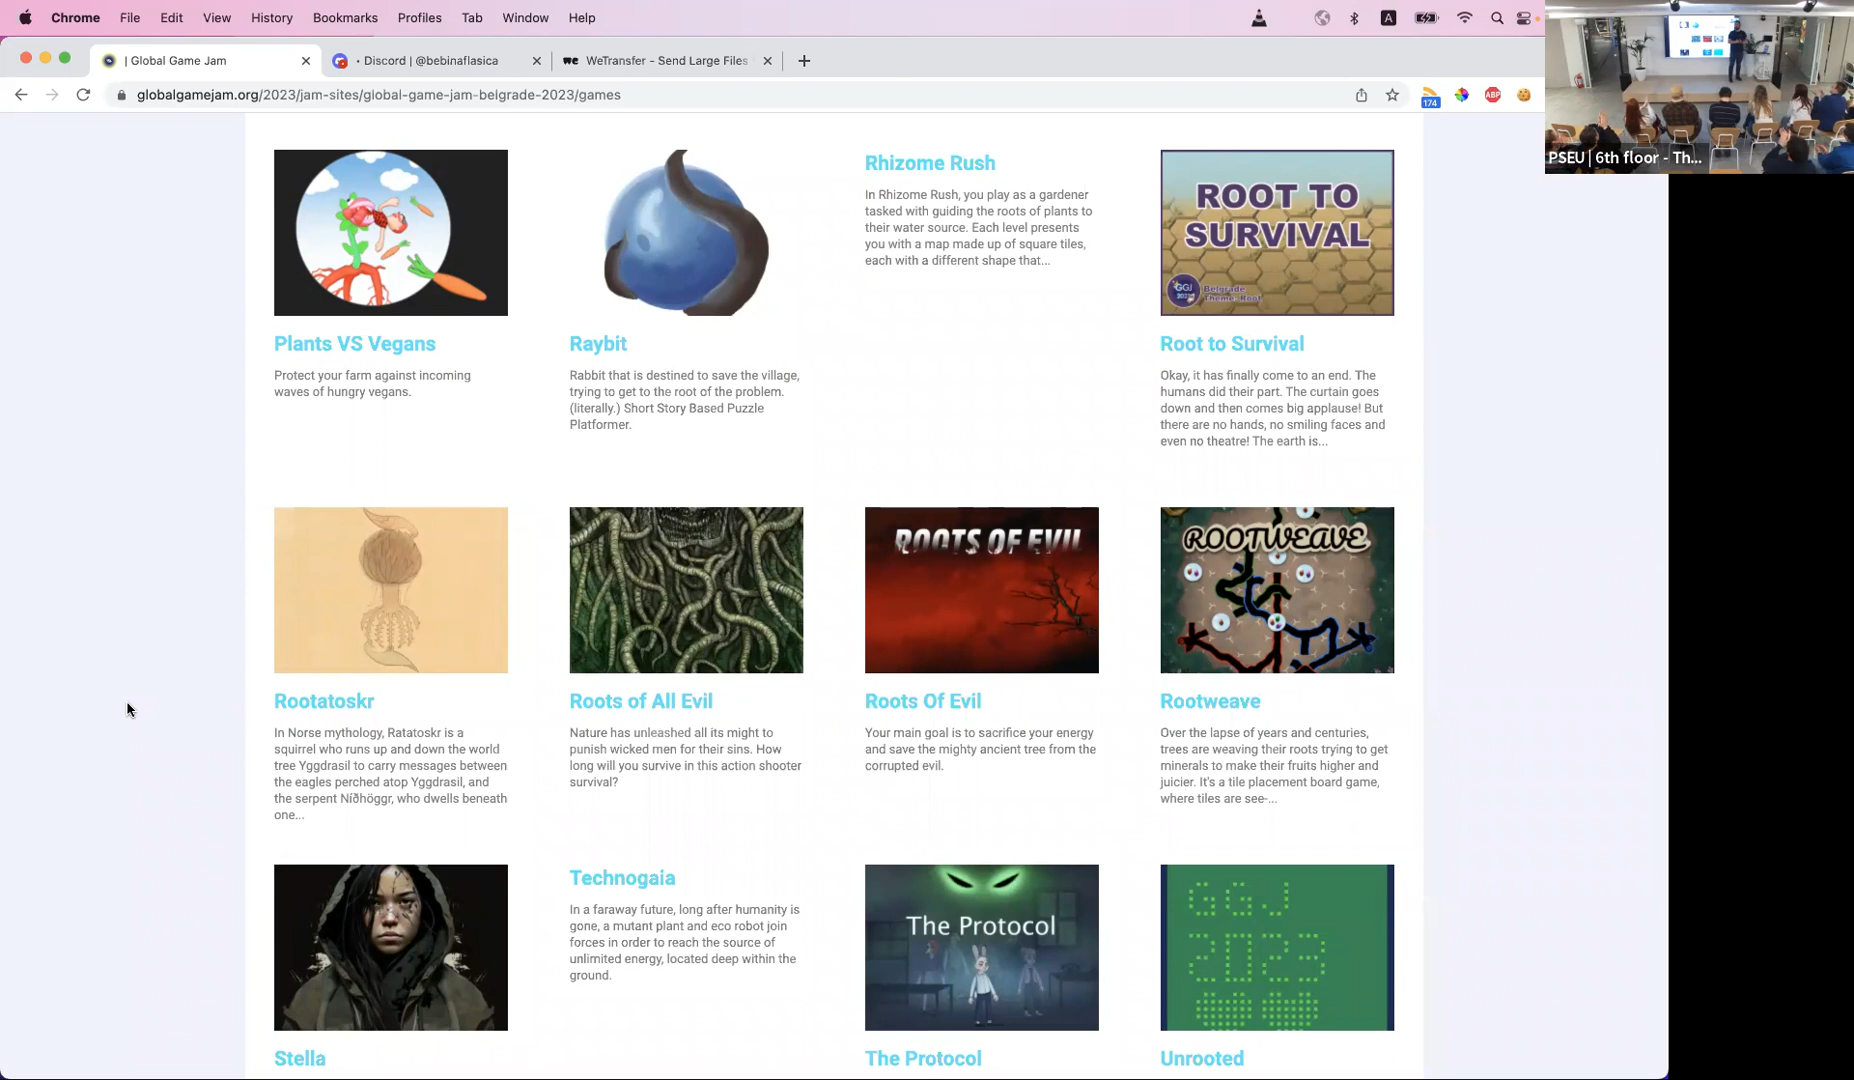 Chrome File Edit View History Bookmarks Profiles Tab Window Help
A
| Global Game Jam
• Discord | @bebinaflasica
we WeTransfer - Send Large Files
globalgamejam.org/2023/jam-sites/global-game-jam-belgrade-2023/games
174
ABP
PSEU | 6th floor - Th...
Plants VS Vegans
Protect your farm against incoming
waves of hungry vegans.
Raybit
Rabbit that is destined to save the village,
trying to get to the root of the problem.
(literally.) Short Story Based Puzzle
Platformer.
Rhizome Rush
In Rhizome Rush, you play as a gardener
tasked with guiding the roots of plants to
their water source. Each level presents
you with a map made up of square tiles,
each with a different shape that...
ROOT TO
SURVIVAL
GGJ
2023
Belgrade
Theme: Root
Root to Survival
Okay, it has finally come to an end. The
humans did their part. The curtain goes
down and then comes big applause! But
there are no hands, no smiling faces and
even no theatre! The earth is...
Rootatoskr
In Norse mythology, Ratatoskr is a
squirrel who runs up and down the world
tree Yggdrasil to carry messages between
the eagles perched atop Yggdrasil, and
the serpent Níðhöggr, who dwells beneath
one...
Roots of All Evil
Nature has unleashed all its might to
punish wicked men for their sins. How
long will you survive in this action shooter
survival?
ROOTS OF EVIL
Roots Of Evil
Your main goal is to sacrifice your energy
and save the mighty ancient tree from the
corrupted evil.
ROOTWEAVE
Rootweave
Over the lapse of years and centuries,
trees are weaving their roots trying to get
minerals to make their fruits higher and
juicier. It's a tile placement board game,
where tiles are see-...
Stella
Technogaia
In a faraway future, long after humanity is
gone, a mutant plant and eco robot join
forces in order to reach the source of
unlimited energy, located deep within the
ground.
The Protocol
The Protocol
GGJ
2023
Unrooted